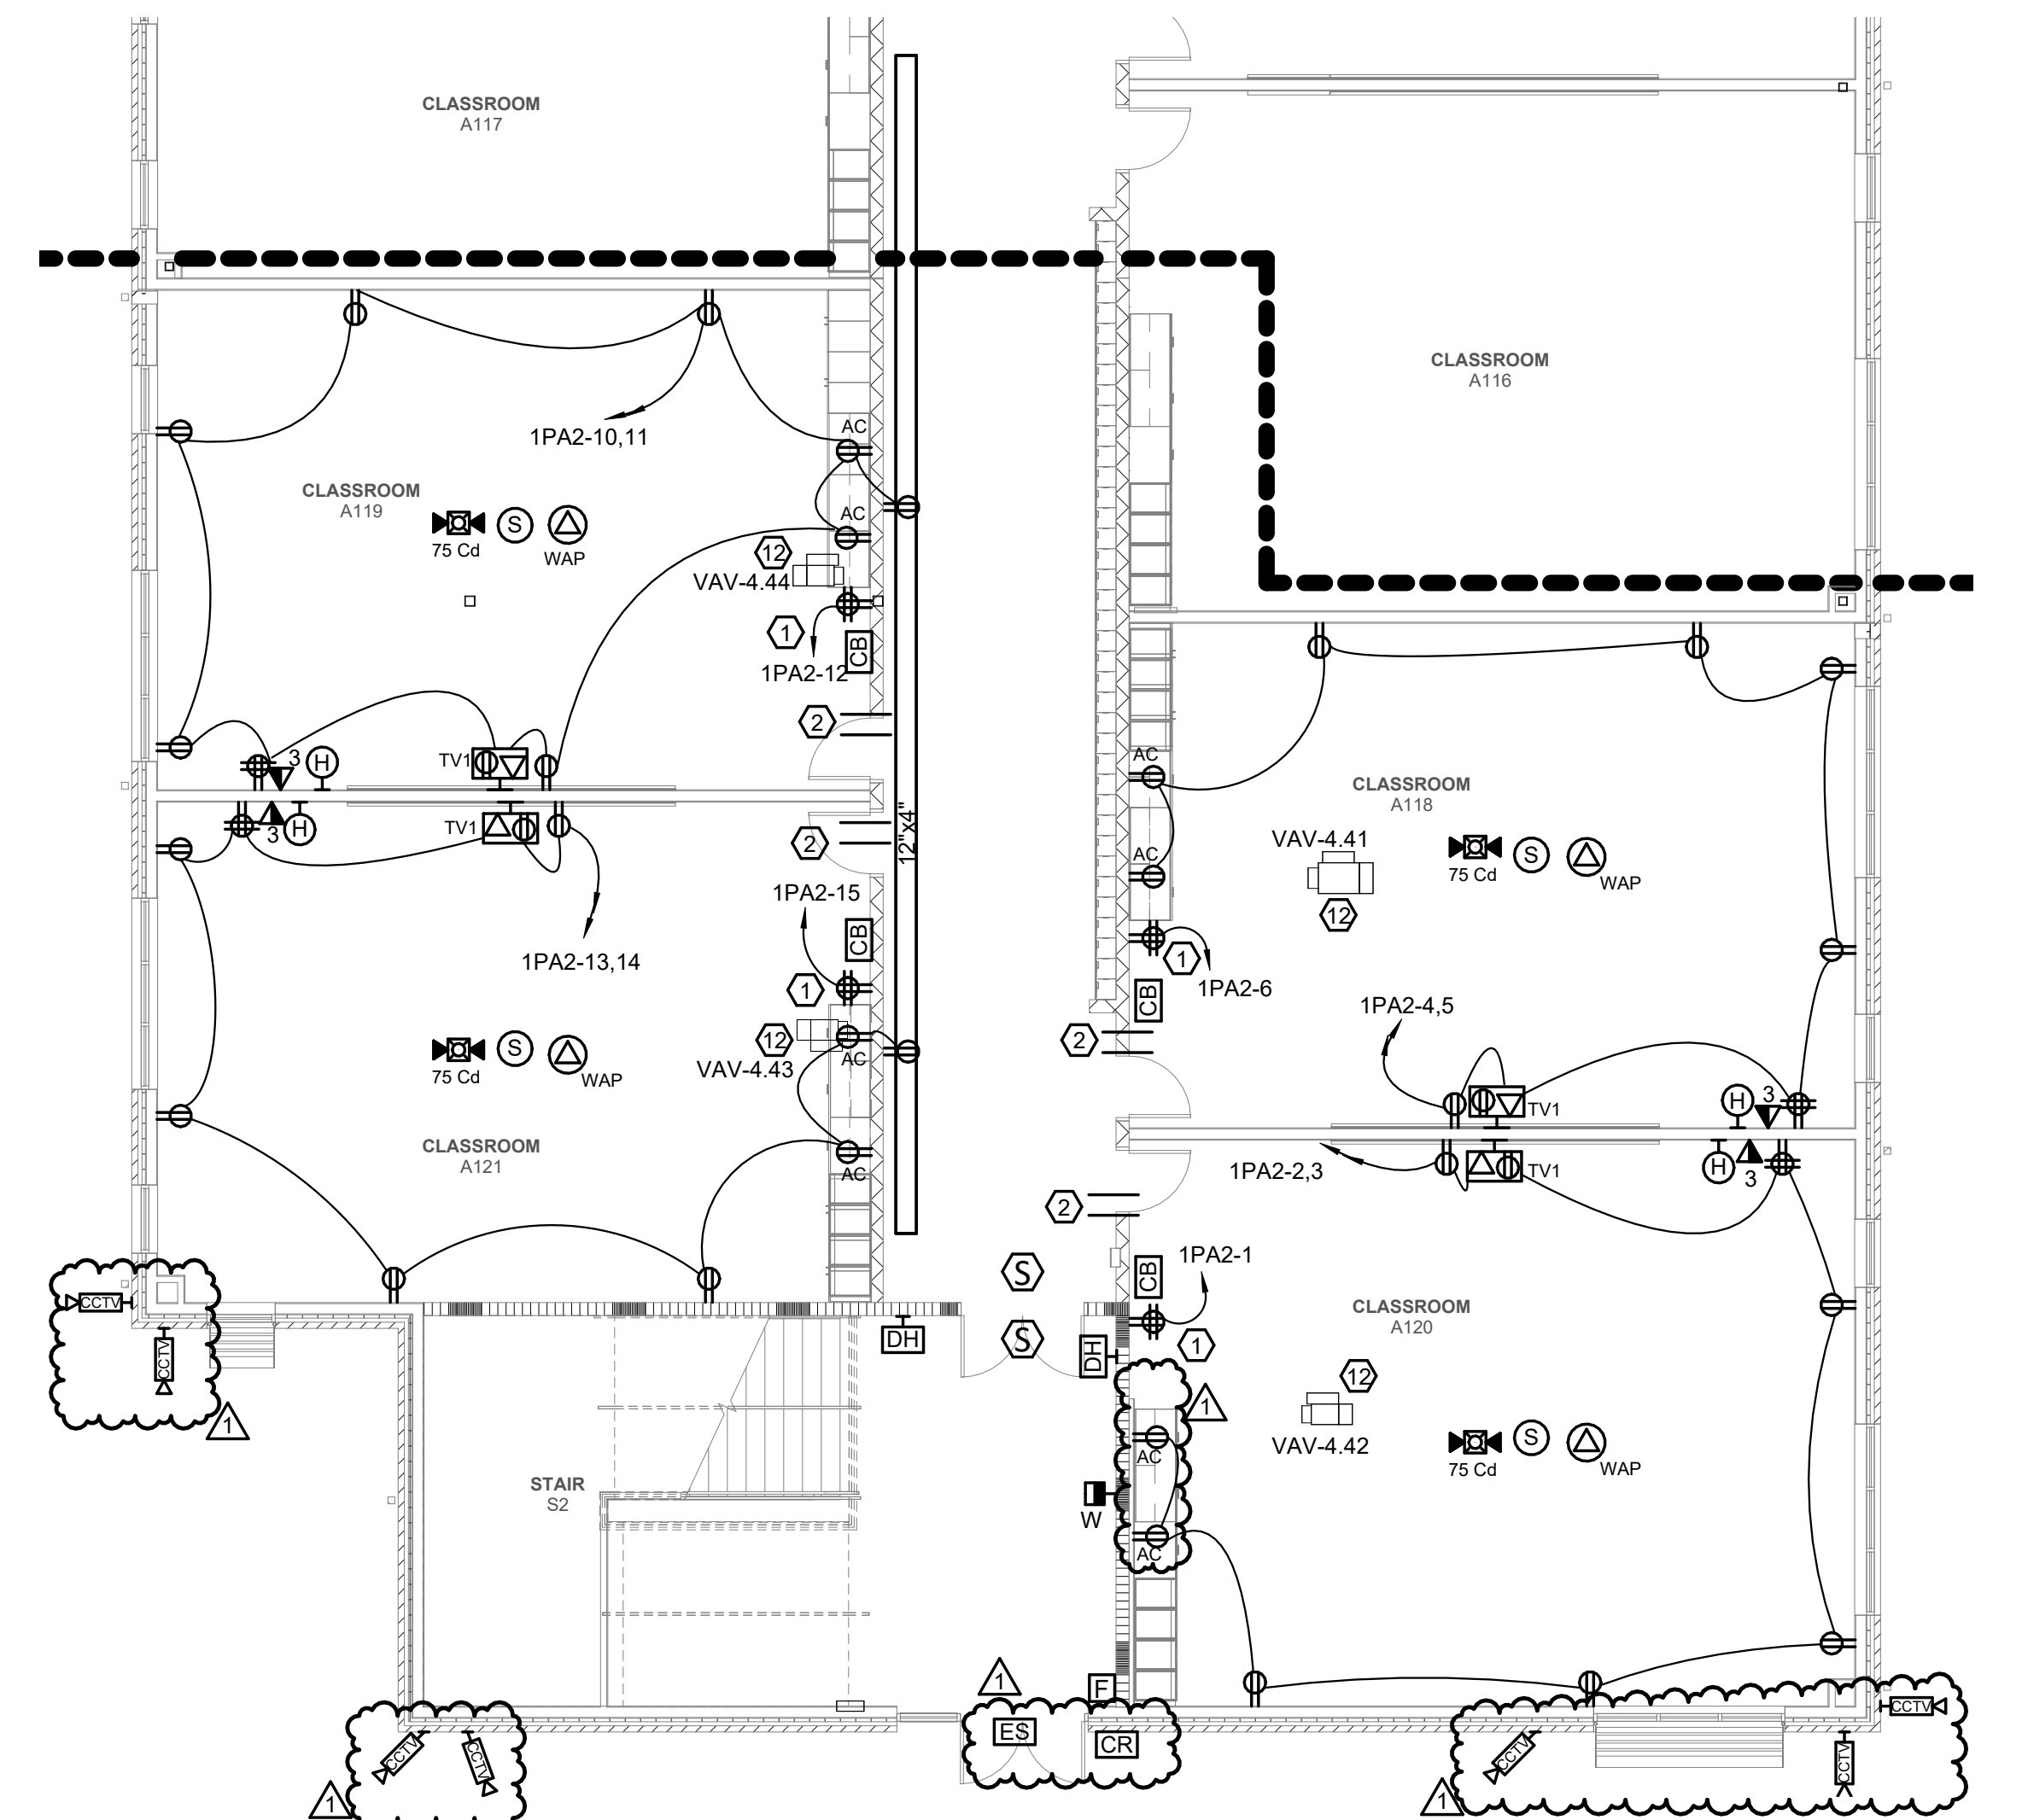 CLASSROOM
A117
CLASSROOM
A116
1PA2-10,11
AC
CLASSROOM
A119
AC
S
75 Cd
WAP
12
VAV-4.44
1
CB
1PA2-12
2
TV1
3
H
TV1
3
H
2
12"x4"
1PA2-15
CB
1PA2-13,14
1
12
VAV-4.43
AC
S
75 Cd
WAP
CLASSROOM
A121
AC
AC
CLASSROOM
A118
VAV-4.41
AC
S
75 Cd
WAP
12
1
1PA2-6
CB
1PA2-4,5
2
TV1
H
3
1PA2-2,3
TV1
H
3
2
1PA2-1
CB
S
S
DH
DH
1
CLASSROOM
A120
12
VAV-4.42
S
75 Cd
WAP
1
AC
AC
W
CCTV
CCTV
1
STAIR
S2
F
1
ES
CR
CCTV
CCTV
1
CCTV
CCTV
CCTV
1